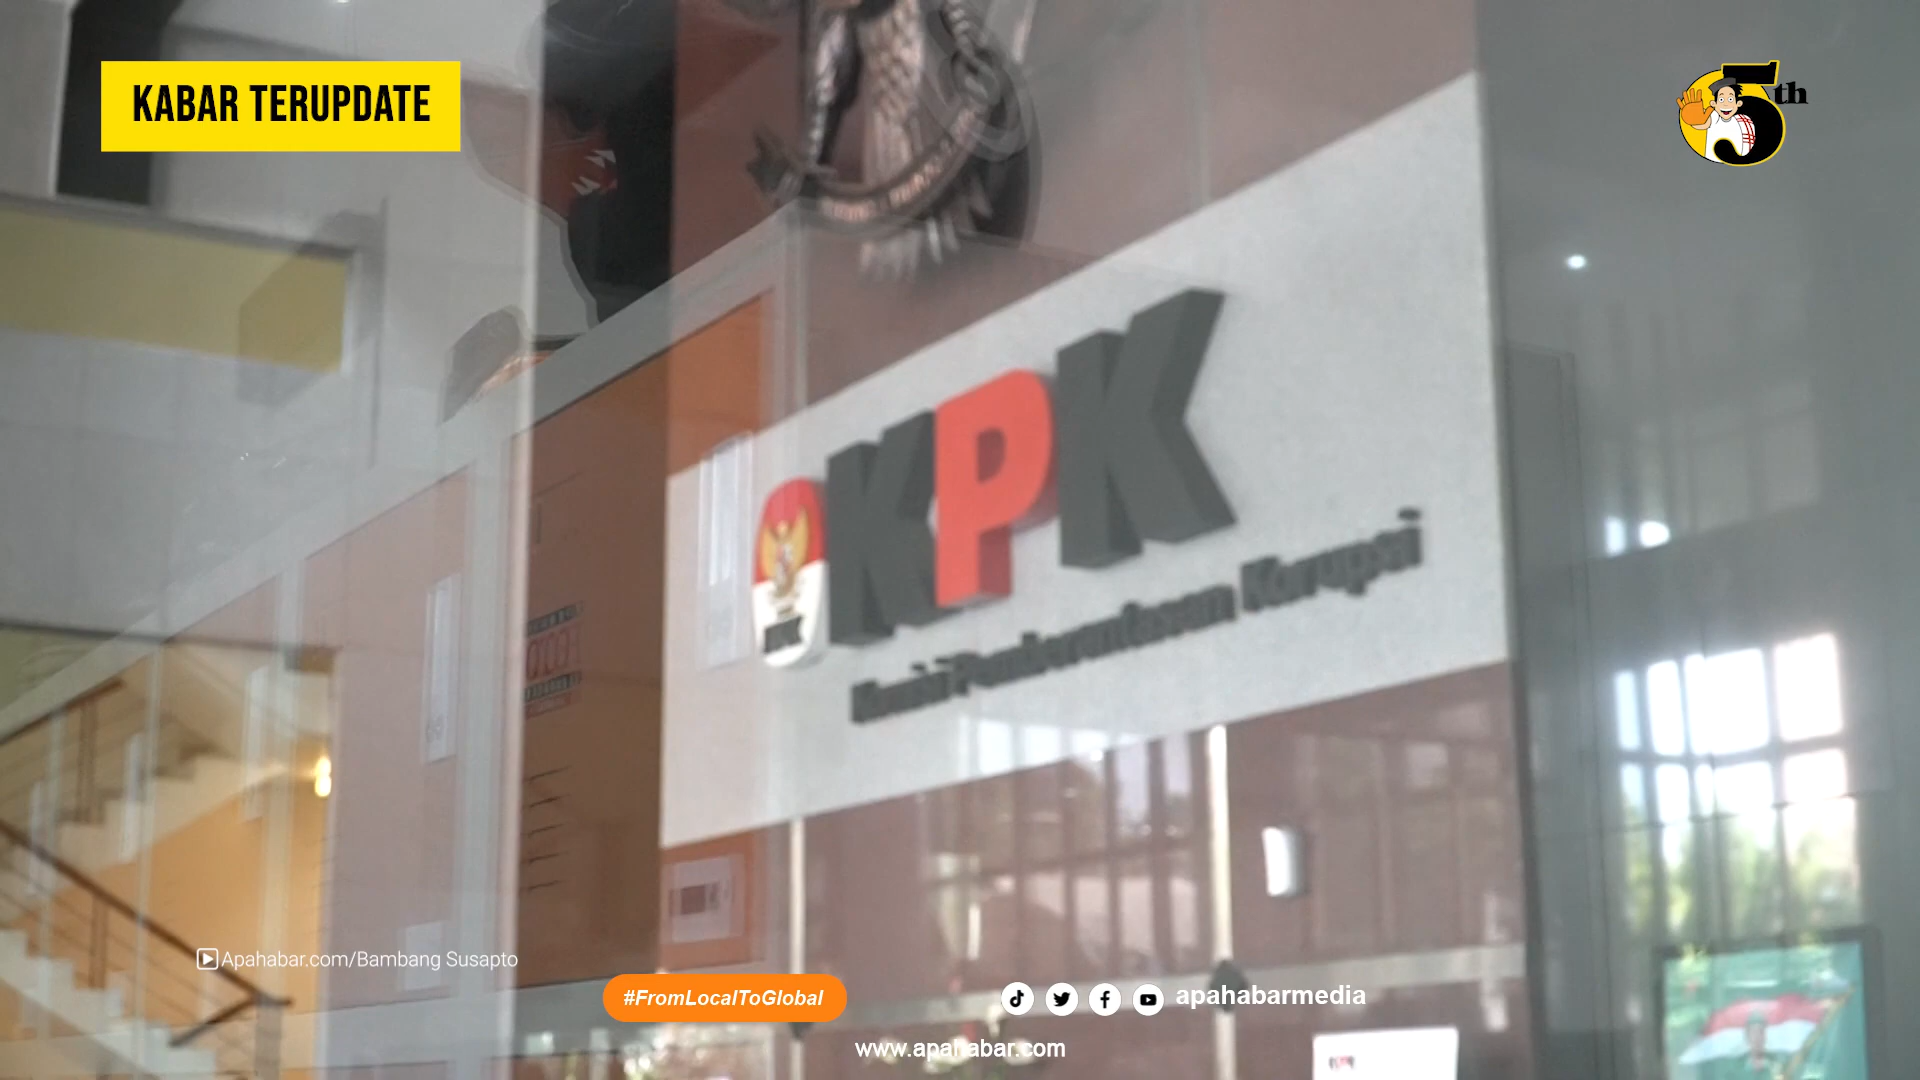 KABAR TERUPDATE
5th
KPK
Komisi Pemberantasan Korupsi
Apahabar.com/Bambang Susapto
#FromLocalToGlobal
apahabarmedia
www.apahabar.com